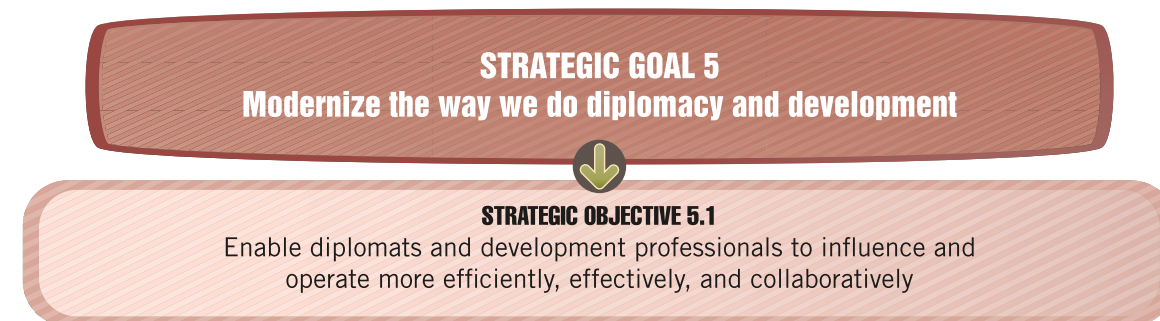 STRATEGIC GOAL 5
Modernize the way we do diplomacy and development
STRATEGIC OBJECTIVE 5.1
Enable diplomats and development professionals to influence and
operate more efficiently, effectively, and collaboratively